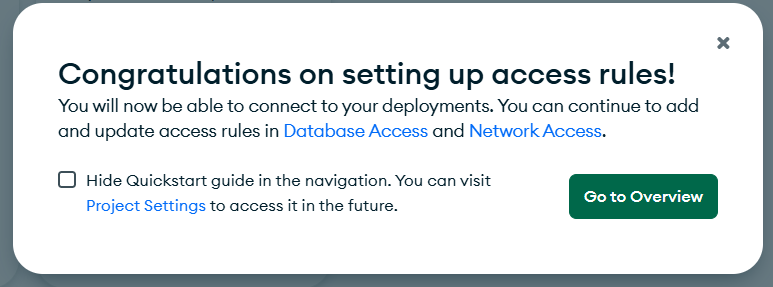 Congratulations on setting up access rules!
You will now be able to connect to your deployments. You can continue to add
and update access rules in Database Access and Network Access.
Hide Quickstart guide in the navigation. You can visit
Project Settings to access it in the future.
Go to Overview